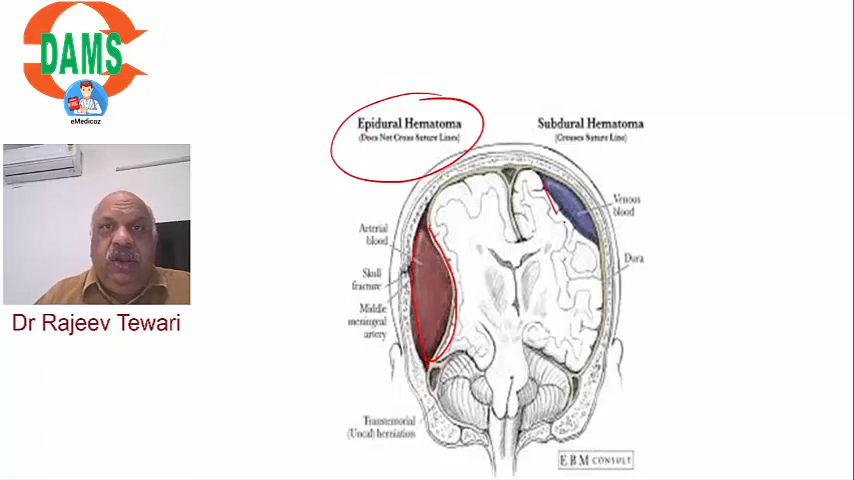 DAMS
eMedicoz
Dr Rajeev Tewari
Epidural Hematoma
(Does Not Cross Suture Lines)
Subdural Hematoma
(Crosses Suture Line)
Arterial
blood
Skull
fracture
Middle
meningeal
artery
Transtemorial
(Uncal) herniation
Venous
blood
Dura
EBM CONSULT